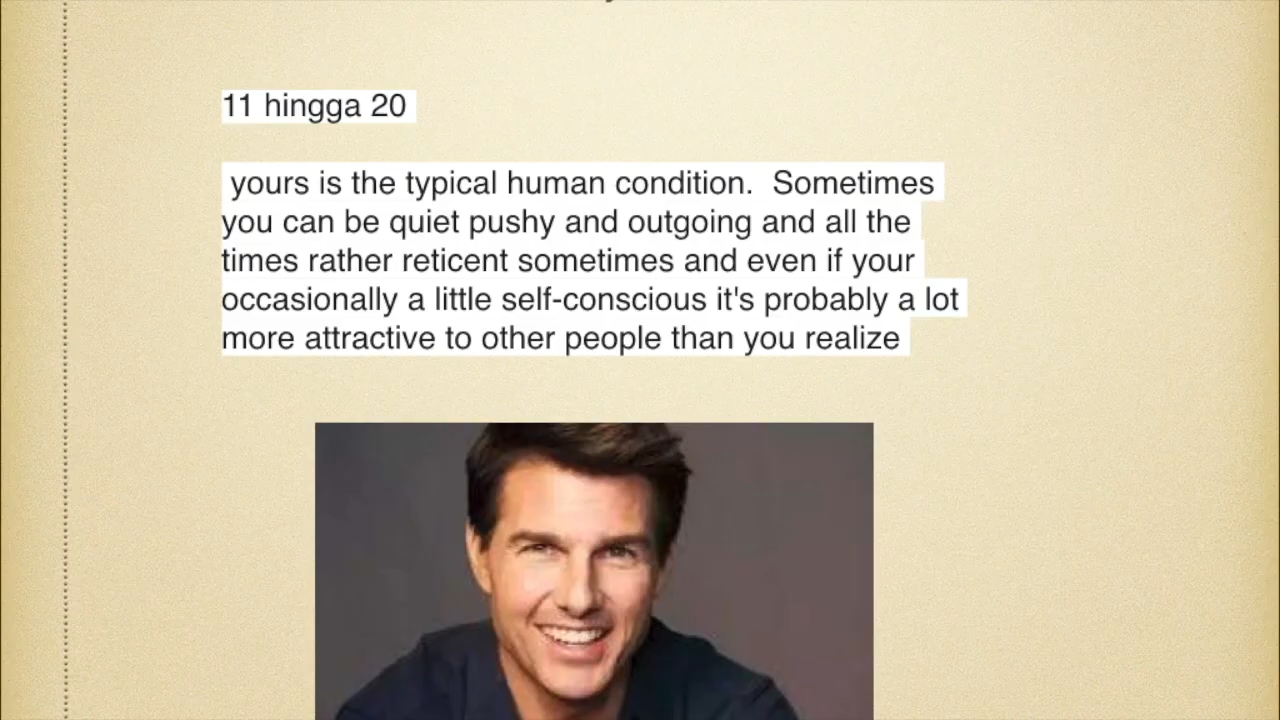 11 hingga 20
yours is the typical human condition.  Sometimes
you can be quiet pushy and outgoing and all the
times rather reticent sometimes and even if your
occasionally a little self-conscious it's probably a lot
more attractive to other people than you realize